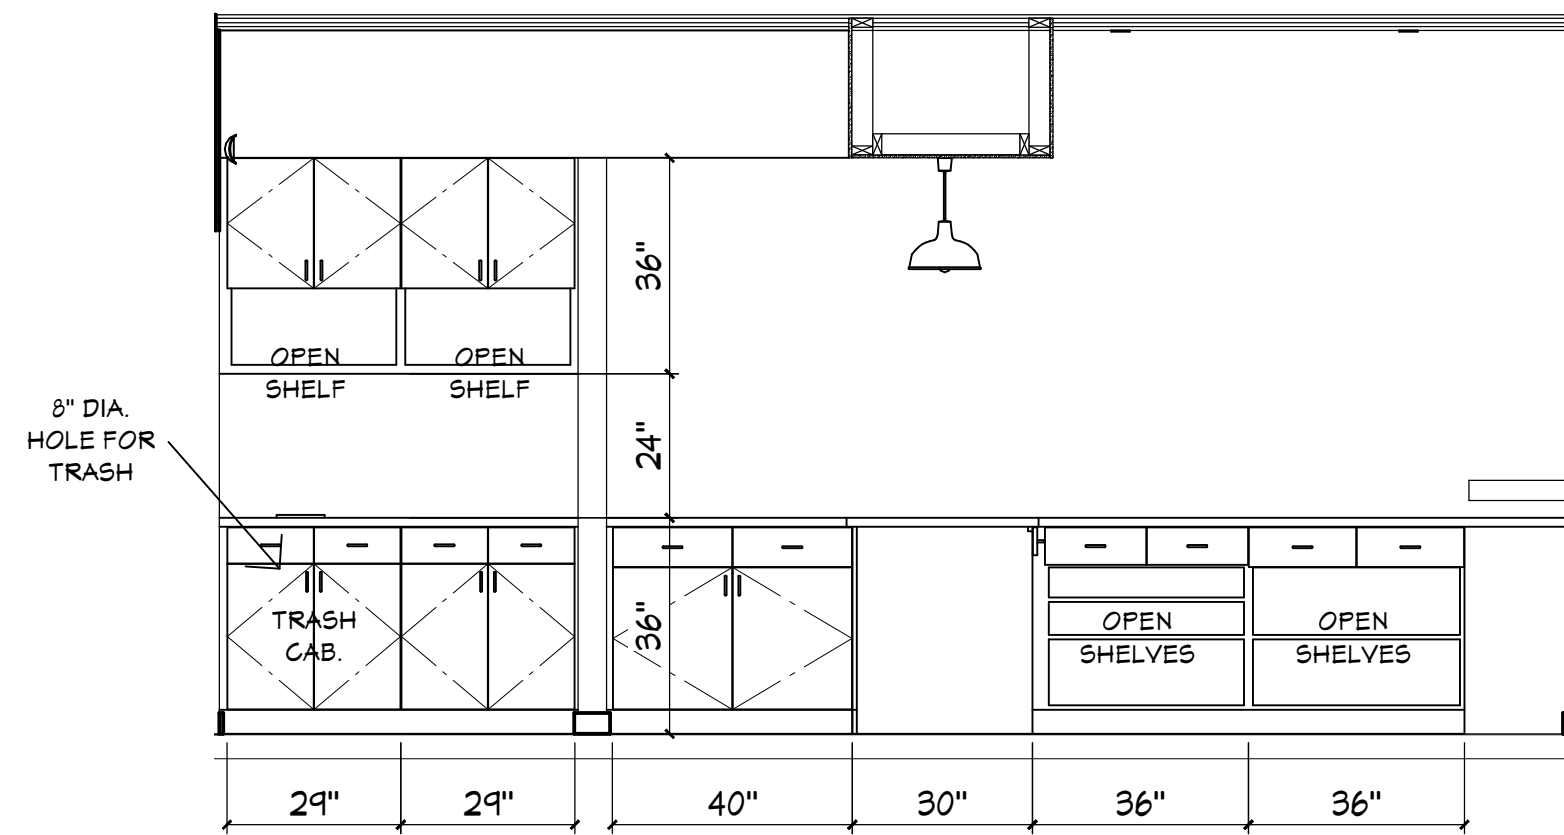 36"
OPEN
SHELF
OPEN
SHELF
8" DIA.
HOLE FOR
TRASH
24"
TRASH
CAB.
36"
OPEN
SHELVES
OPEN
SHELVES
29"
29"
40"
30"
36"
36"